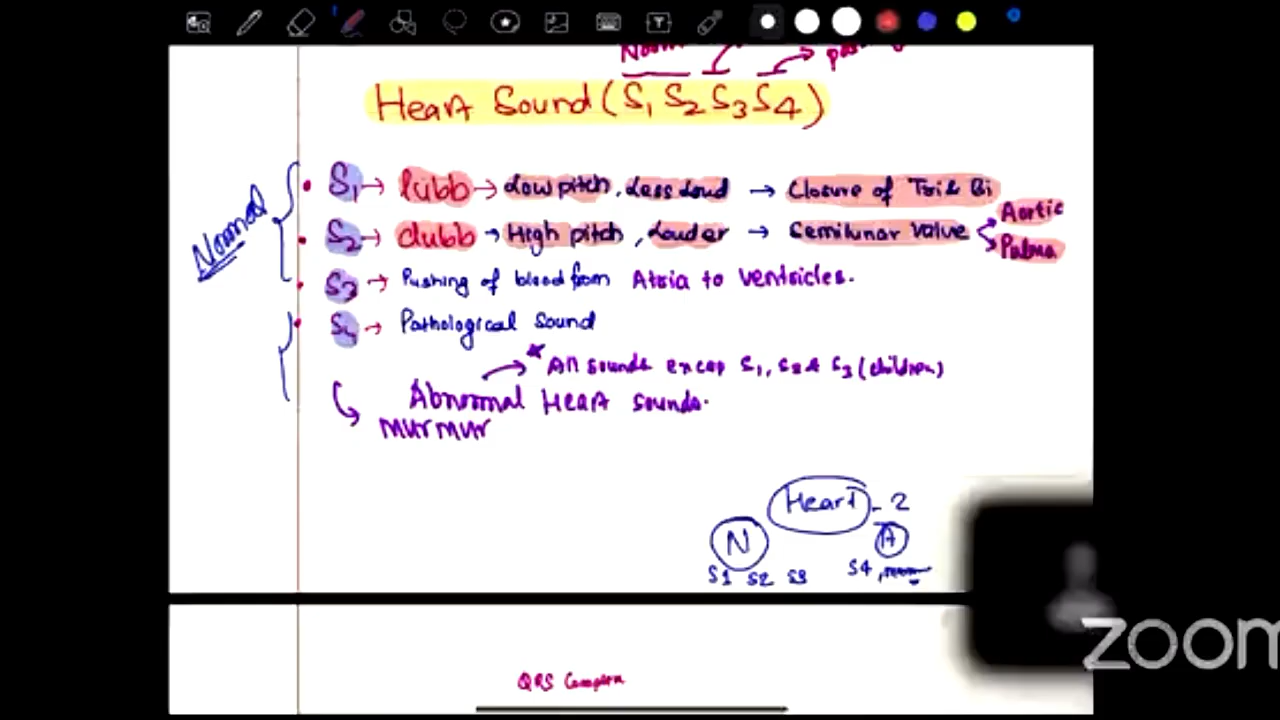 Heart Sound (S1 S2 S3 S4)
Normal
S1 → lubb → Low pitch, Less loud → Closure of Tri & Bi
S2 → dubb → High pitch, Louder → Semilunar Valve
Aortic
Pulmo
S3 → Pushing of blood from Atria to ventricles.
S4 → Pathological Sound
* All sounds excep S1, S2 & S3 (children)
Abnormal Heart sounds.
Murmur
Heart - 2
N
A
S1 S2 S3
S4,
QRS Complex
zoom